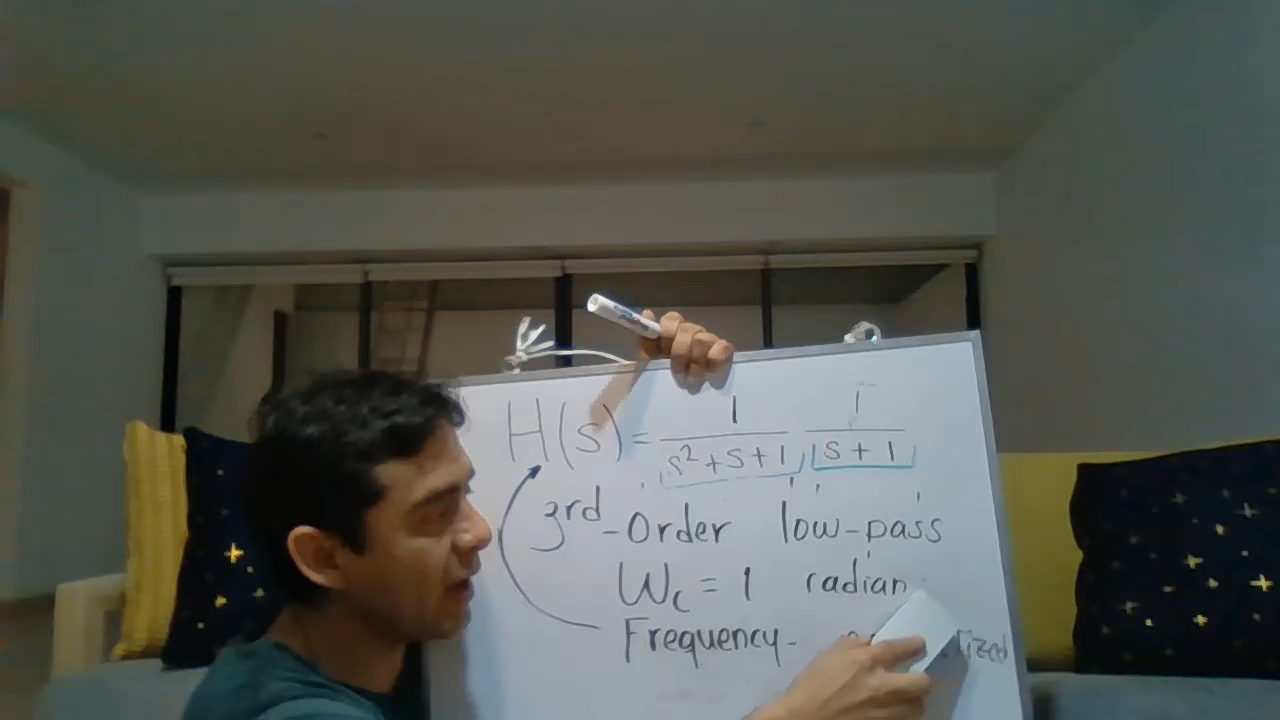 H(s) = 1/(s²+s+1) 1/(s+1)
3rd-Order low-pass
Wc = 1 radian
Frequency-